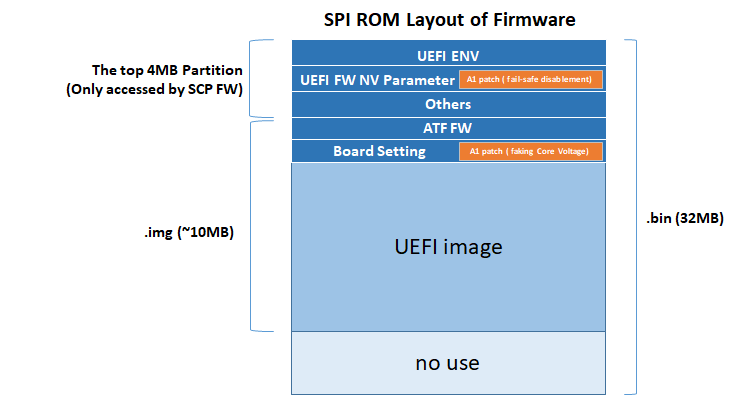 SPI ROM Layout of Firmware
UEFI ENV
The top 4MB Partition
(Only accessed by SCP FW)
UEFI FW NV Parameter
A1 patch ( fail-safe disablement)
Others
ATF FW
Board Setting
A1 patch ( faking Core Voltage)
.img (~10MB)
UEFI image
.bin (32MB)
no use